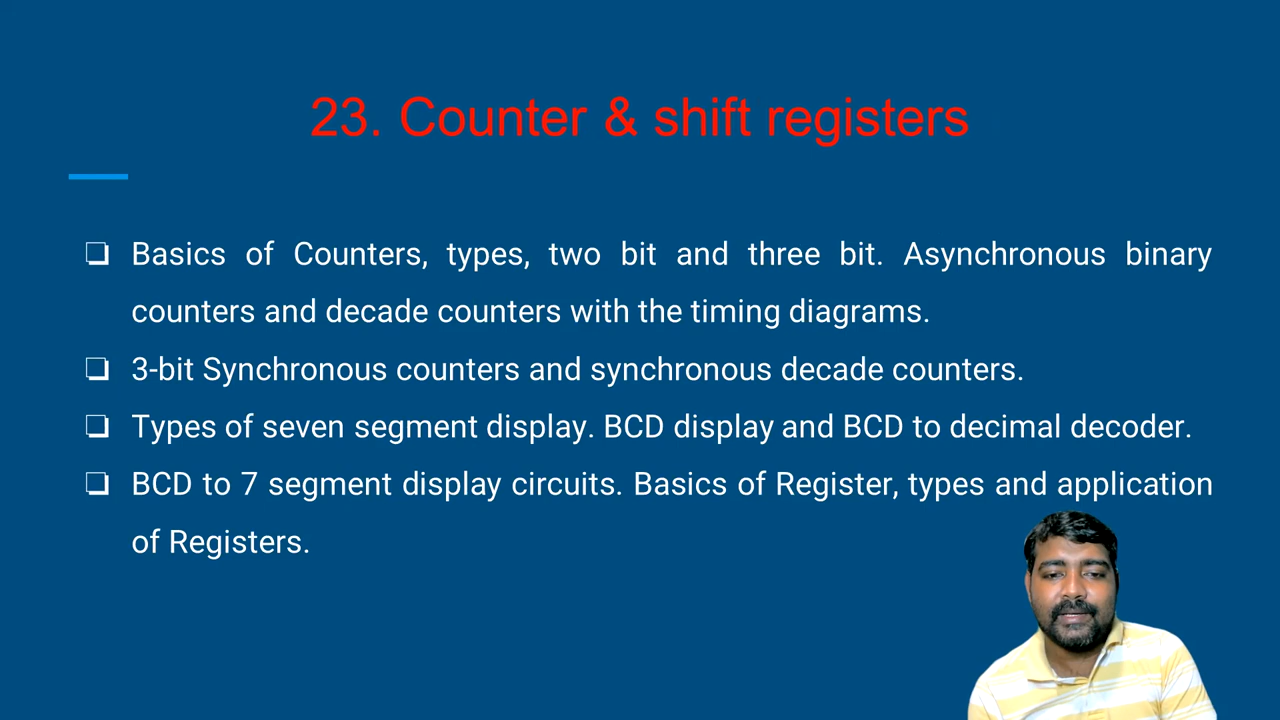 23. Counter & shift registers
Basics of Counters, types, two bit and three bit. Asynchronous binary
counters and decade counters with the timing diagrams.
3-bit Synchronous counters and synchronous decade counters.
Types of seven segment display. BCD display and BCD to decimal decoder.
BCD to 7 segment display circuits. Basics of Register, types and application
of Registers.